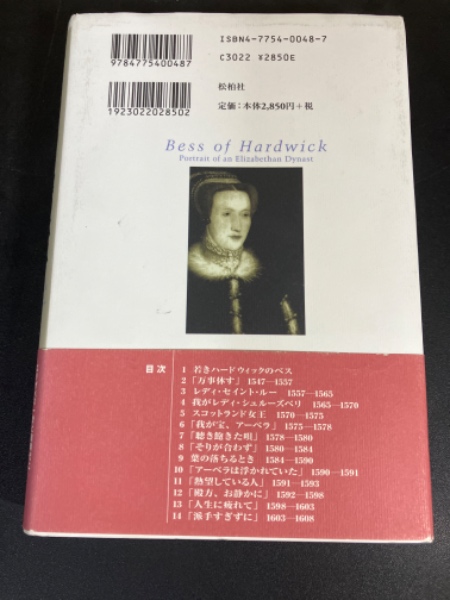 ISBN4-7754-0048-7
C3022 ¥2850E
9784775400487
松柏社
定価：本体2,850円＋税
1923022028502
Bess of Hardwick
Portrait of an Elizabethan Dynast
目次
1 若きハードウィックのベス
2 「万事休す」 1547—1557
3 レディ・セイント・ルー 1557—1565
4 我がレディ・シュルーズベリ 1565—1570
5 スコットランド女王 1570—1575
6 「我が宝、アーベラ」 1575—1578
7 「聴き飽きた唄」 1578—1580
8 「そりが合わず」 1580—1584
9 葉の落ちるとき 1584—1590
10 「アーベラは浮かれていた」 1590—1591
11 「熱望している人」 1591—1593
12 「殿方、お静かに」 1592—1598
13 「人生に疲れて」 1598—1603
14 「派手すぎずに」 1603—1608